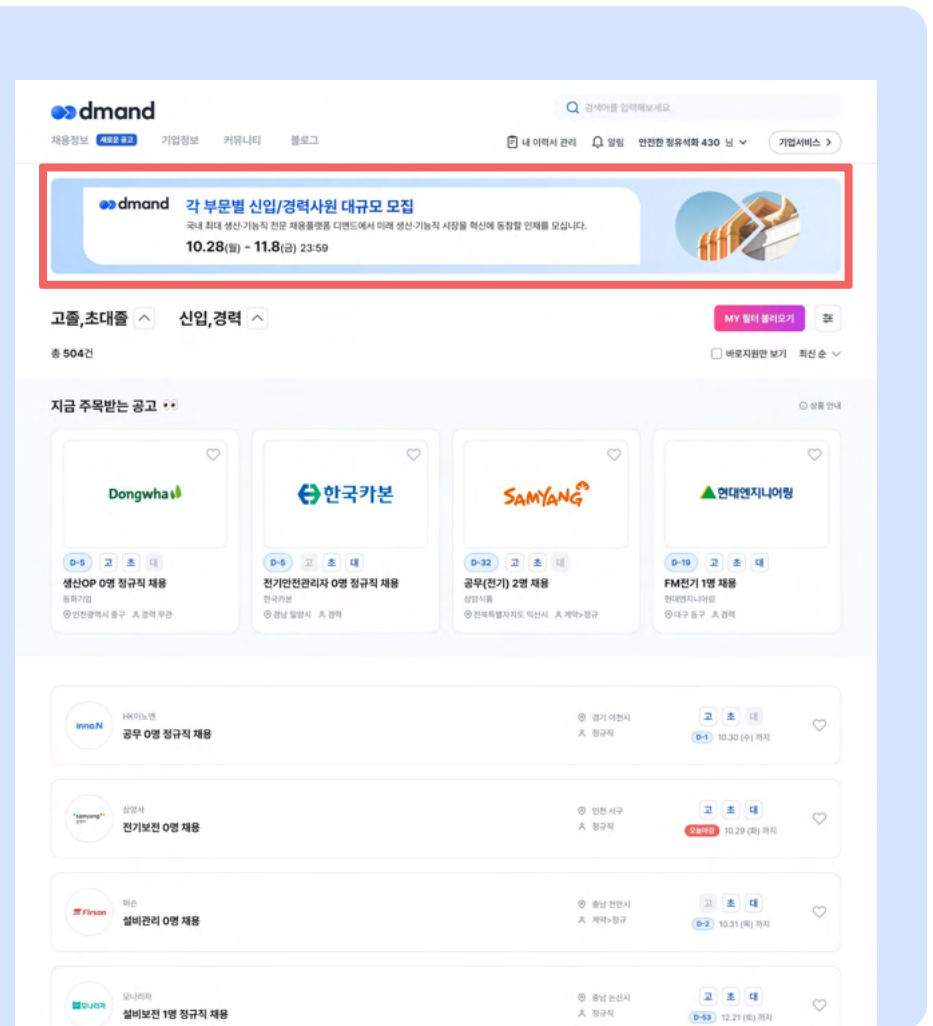 dmand
검색어를 입력해보세요
채용정보 새로운 공고 기업정보 커뮤니티 블로그
내 이력서 관리 알림 안전한 정유석화 430 님 기업서비스 >
dmand 각 부문별 신입/경력사원 대규모 모집
국내 최대 생산·기능직 전문 채용플랫폼 디맨드에서 미래 생산·기능직 시장을 혁신에 동참할 인재를 모십니다.
10.28(월) - 11.8(금) 23:59
고졸,초대졸 신입,경력
MY 필터 불러오기
총 504건
바로지원만 보기 최신 순
지금 주목받는 공고
상품 안내
Dongwha
한국카본
SAMYANG
현대엔지니어링
D-5 고 초 대
D-5 고 초 대
D-32 고 초 대
D-19 고 초 대
생산OP 0명 정규직 채용
전기안전관리자 0명 정규직 채용
공무(전기) 2명 채용
FM전기 1명 채용
동화기업
한국카본
삼양식품
현대엔지니어링
인천광역시 중구 경력 무관
경남 밀양시 경력
전북특별자치도 익산시 계약>정규
대구 동구 경력
inno.N
HK이노엔
공무 0명 정규직 채용
경기 이천시
정규직
고 초 대
D-1 10.30 (수) 까지
samyang
삼양사
전기보전 0명 채용
인천 서구
정규직
고 초 대
오늘마감 10.29 (화) 까지
Firson
퍼슨
설비관리 0명 채용
충남 천안시
계약>정규
고 초 대
D-2 10.31 (목) 까지
모나리자
모나리자
설비보전 1명 정규직 채용
충남 논산시
정규직
고 초 대
D-53 12.21 (토) 까지